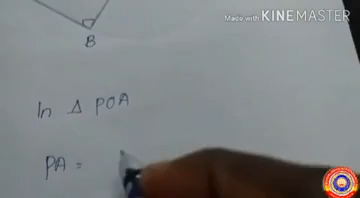 Made with KINEMASTER
B
In Δ POA
PA =